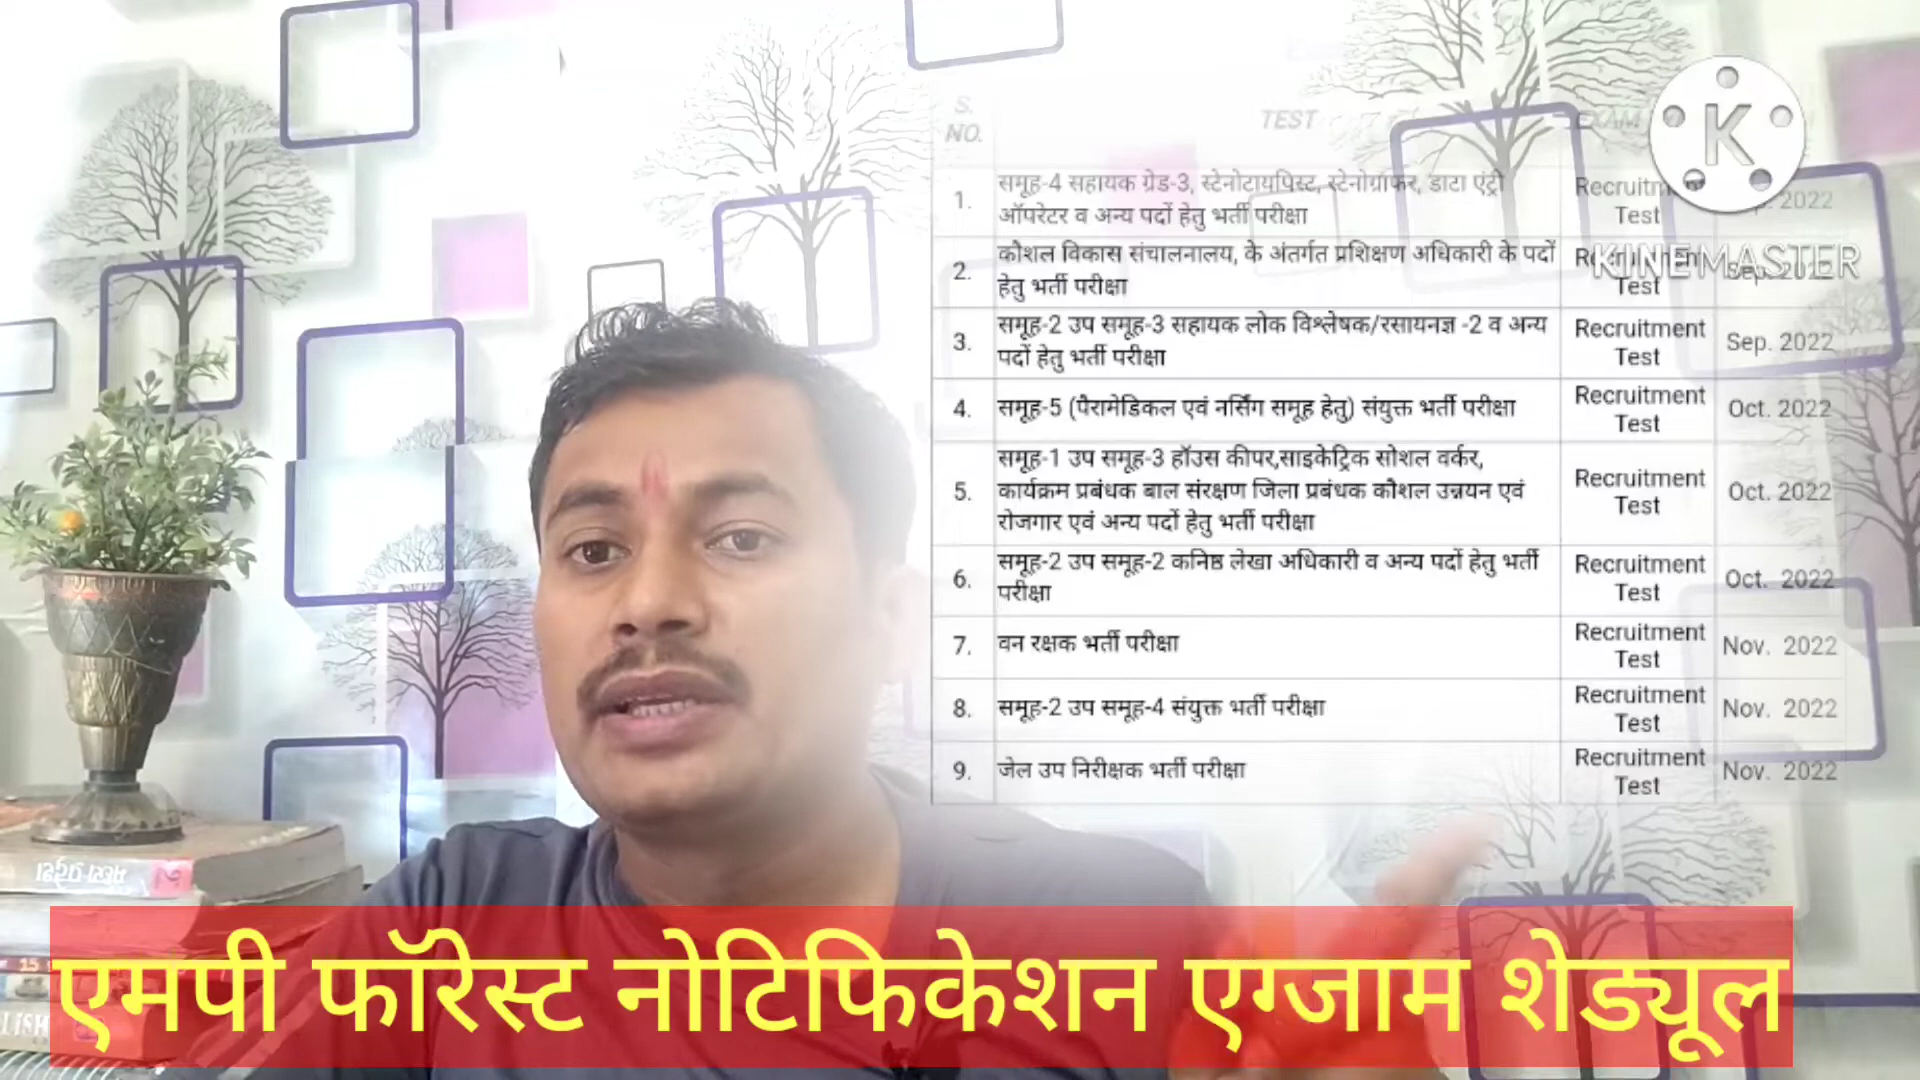 S. NO.
TEST
EXAM
1.
समूह-4 सहायक ग्रेड-3, स्टेनोटायपिस्ट, स्टेनोग्राफर, डाटा एंट्री
ऑपरेटर व अन्य पदों हेतु भर्ती परीक्षा
Test
2022
2.
कौशल विकास संचालनालय, के अंतर्गत प्रशिक्षण अधिकारी के पदों
हेतु भर्ती परीक्षा
Test
Sep. 2022
3.
समूह-2 उप समूह-3 सहायक लोक विश्लेषक/रसायनज्ञ -2 व अन्य
पदों हेतु भर्ती परीक्षा
Recruitment
Test
Sep. 2022
4.
समूह-5 (पैरामेडिकल एवं नर्सिंग समूह हेतु) संयुक्त भर्ती परीक्षा
Recruitment
Test
Oct. 2022
5.
समूह-1 उप समूह-3 हॉउस कीपर,साइकेट्रिक सोशल वर्कर,
कार्यक्रम प्रबंधक बाल संरक्षण जिला प्रबंधक कौशल उन्नयन एवं
रोजगार एवं अन्य पदों हेतु भर्ती परीक्षा
Recruitment
Test
Oct. 2022
6.
समूह-2 उप समूह-2 कनिष्ठ लेखा अधिकारी व अन्य पदों हेतु भर्ती
परीक्षा
Recruitment
Test
Oct. 2022
7.
वन रक्षक भर्ती परीक्षा
Recruitment
Test
Nov. 2022
8.
समूह-2 उप समूह-4 संयुक्त भर्ती परीक्षा
Recruitment
Test
Nov. 2022
9.
जेल उप निरीक्षक भर्ती परीक्षा
Recruitment
Test
Nov. 2022
K
KINEMASTER
15
एमपी फॉरेस्ट नोटिफिकेशन एग्जाम शेड्यूल